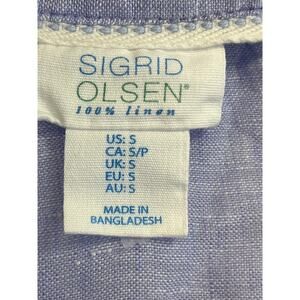 SIGRID
OLSEN®
100% linen
US: S
CA: S/P
UK: S
EU: S
AU: S
MADE IN
BANGLADESH